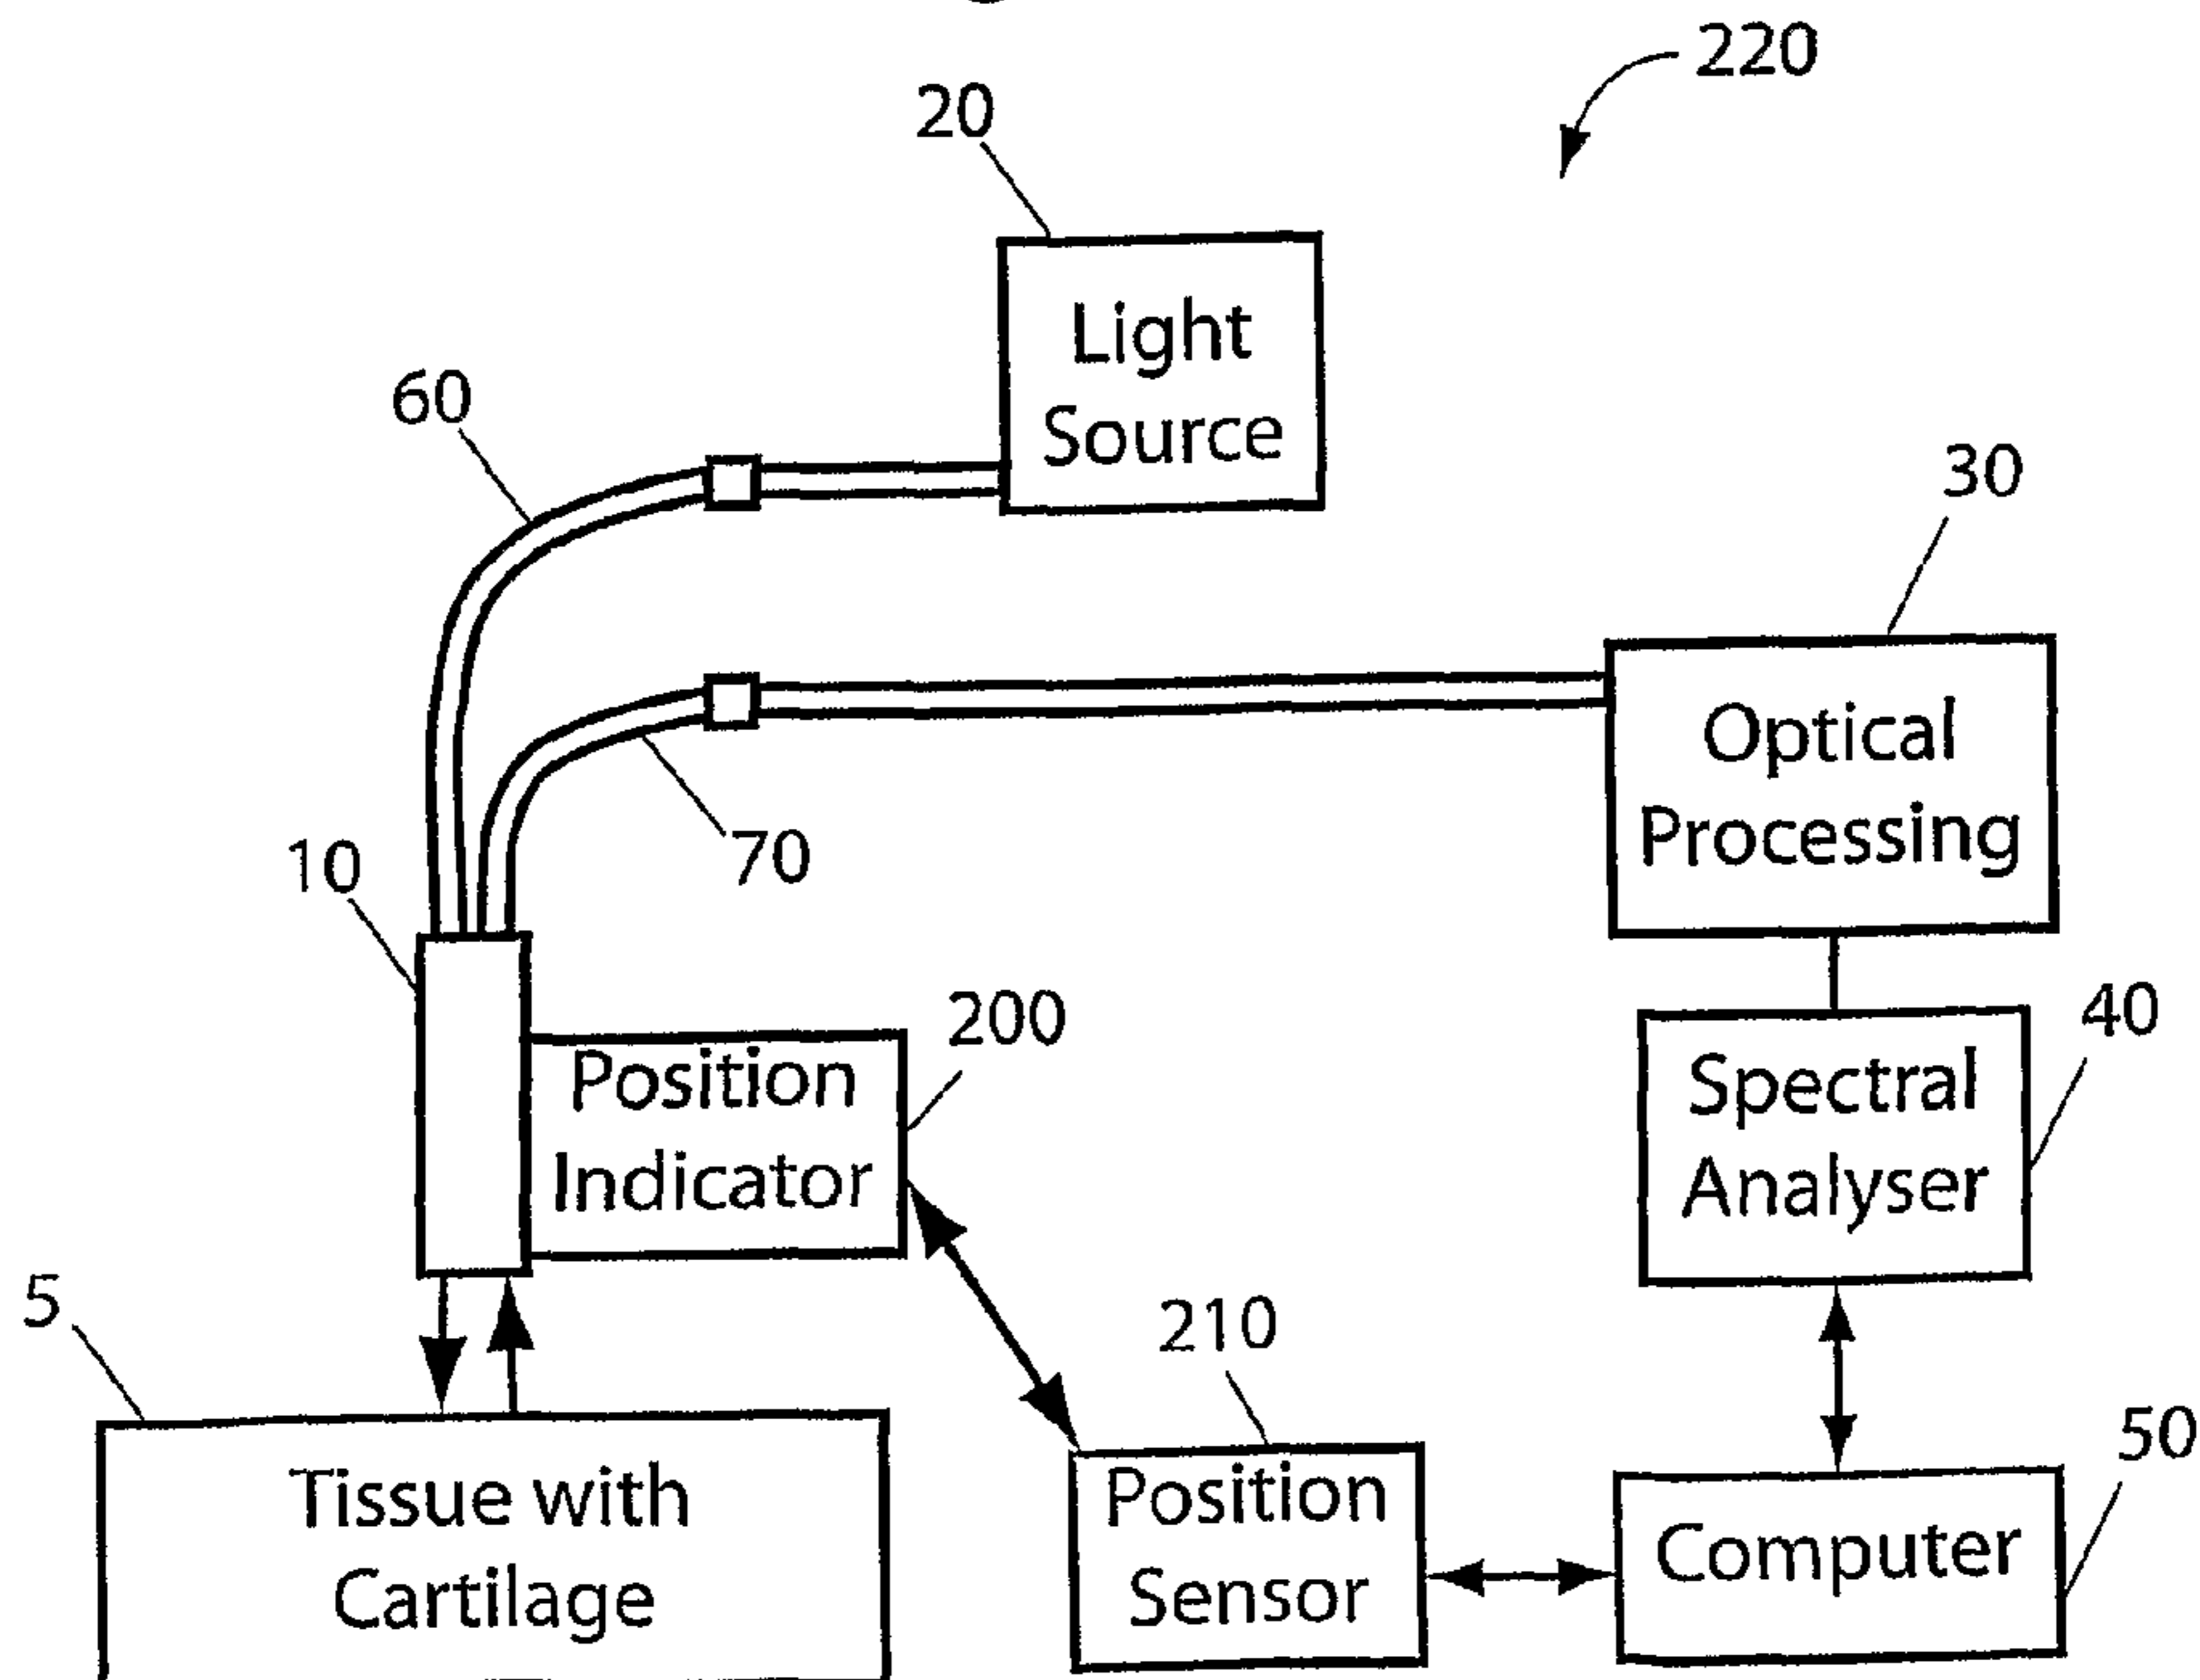 220
20
Light
Source
60
30
Optical
Processing
70
10
200
Position
Indicator
40
Spectral
Analyser
5
210
50
Tissue with
Cartilage
Position
Sensor
Computer